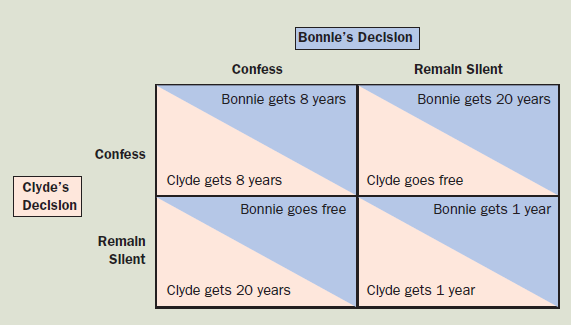 Bonnie's Decision
Confess
Remain Silent
Bonnie gets 8 years
Bonnie gets 20 years
Confess
Clyde gets 8 years
Clyde goes free
Clyde's
Decision
Bonnie goes free
Bonnie gets 1 year
Remain
Silent
Clyde gets 20 years
Clyde gets 1 year